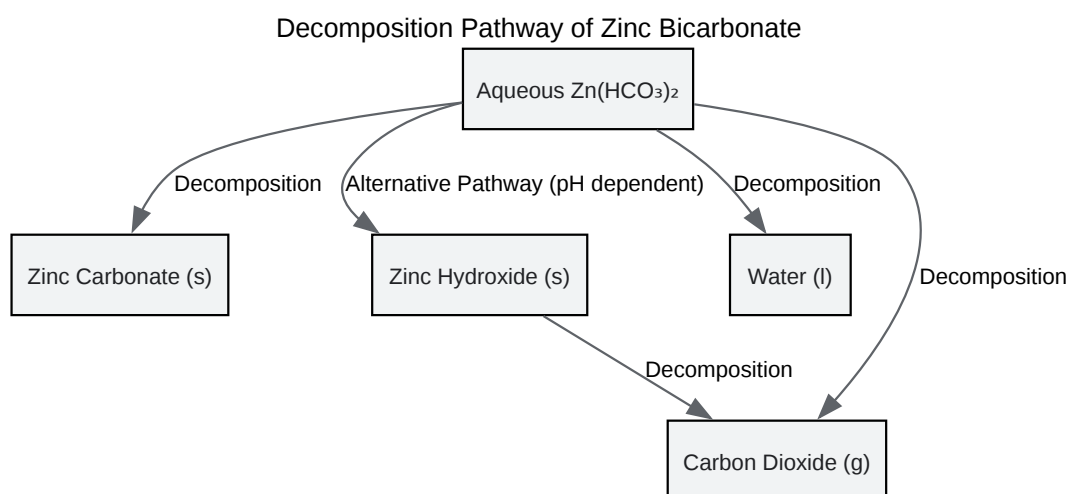 Decomposition Pathway of Zinc Bicarbonate
Aqueous Zn(HCO₃)₂
Decomposition
Alternative Pathway (pH dependent)
Decomposition
Zinc Carbonate (s)
Zinc Hydroxide (s)
Water (l)
Decomposition
Decomposition
Carbon Dioxide (g)